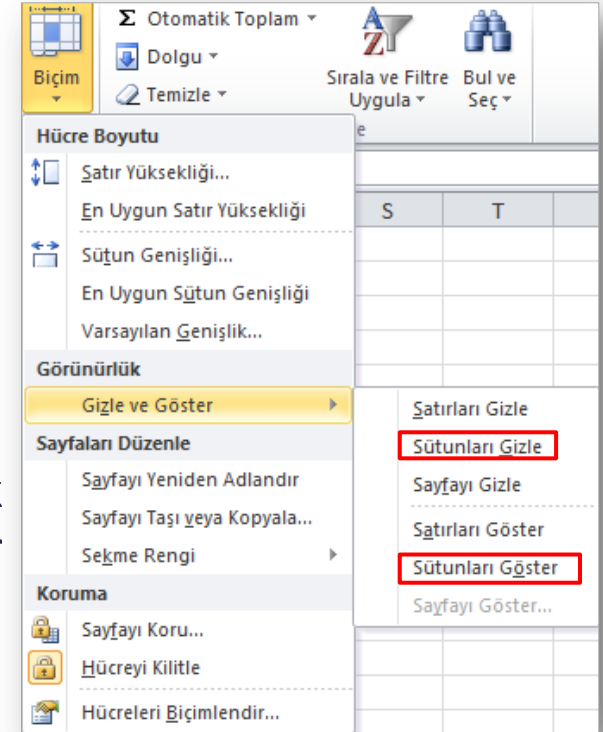 Σ Otomatik Toplam
Dolgu
Temizle
Biçim
Sırala ve Filtre
Uygula
Bul ve
Seç
e
Hücre Boyutu
Satır Yüksekliği...
En Uygun Satır Yüksekliği
Sütun Genişliği...
En Uygun Sütun Genişliği
Varsayılan Genişlik...
Görünürlük
Gizle ve Göster
Sayfaları Düzenle
Sayfayı Yeniden Adlandır
Sayfayı Taşı veya Kopyala...
Sekme Rengi
Koruma
Sayfayı Koru...
Hücreyi Kilitle
Hücreleri Biçimlendir...
S T
Satırları Gizle
Sütunları Gizle
Sayfayı Gizle
Satırları Göster
Sütunları Göster
Sayfayı Göster...